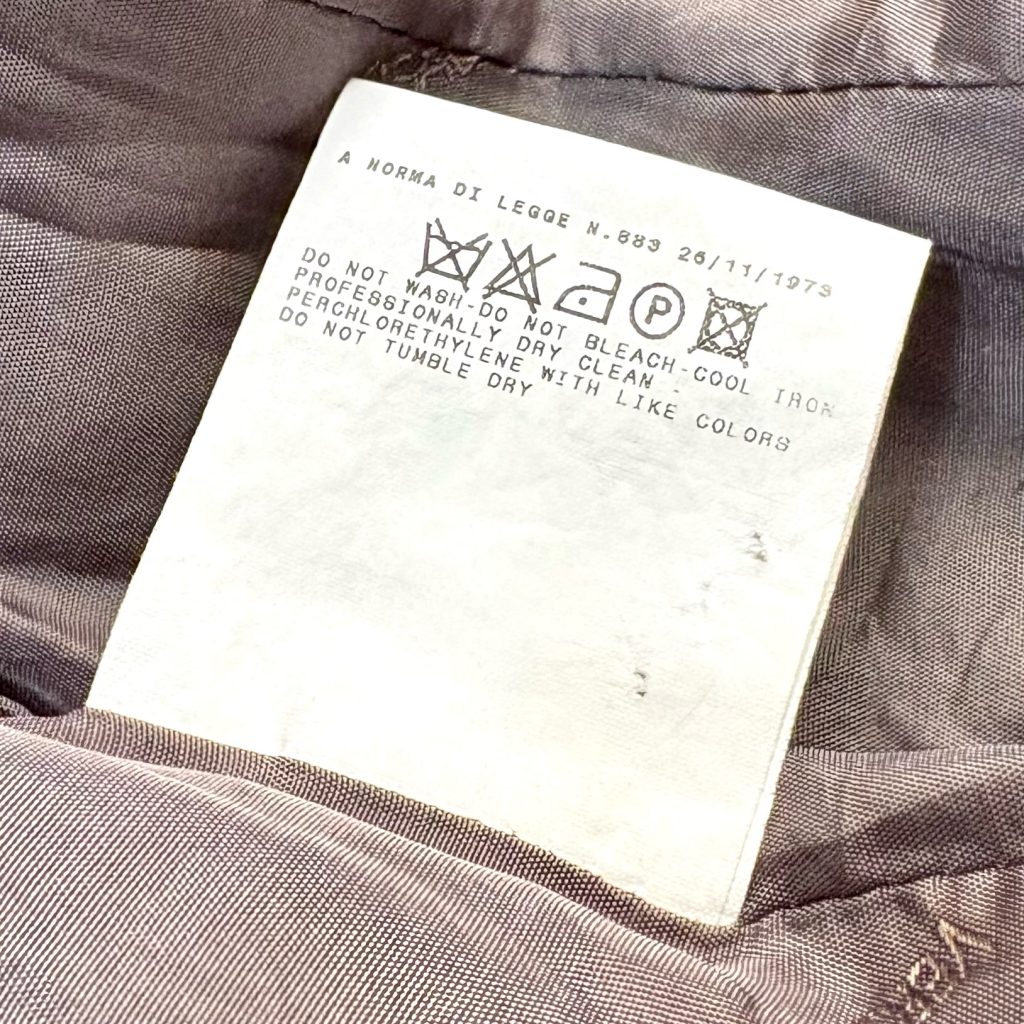 A NORMA DI LEGGE N.883 26/11/1973
P
DO NOT WASH-DO NOT BLEACH-COOL IRON
PROFESSIONALLY DRY CLEAN -
PERCHLORETHYLENE WITH LIKE COLORS
DO NOT TUMBLE DRY